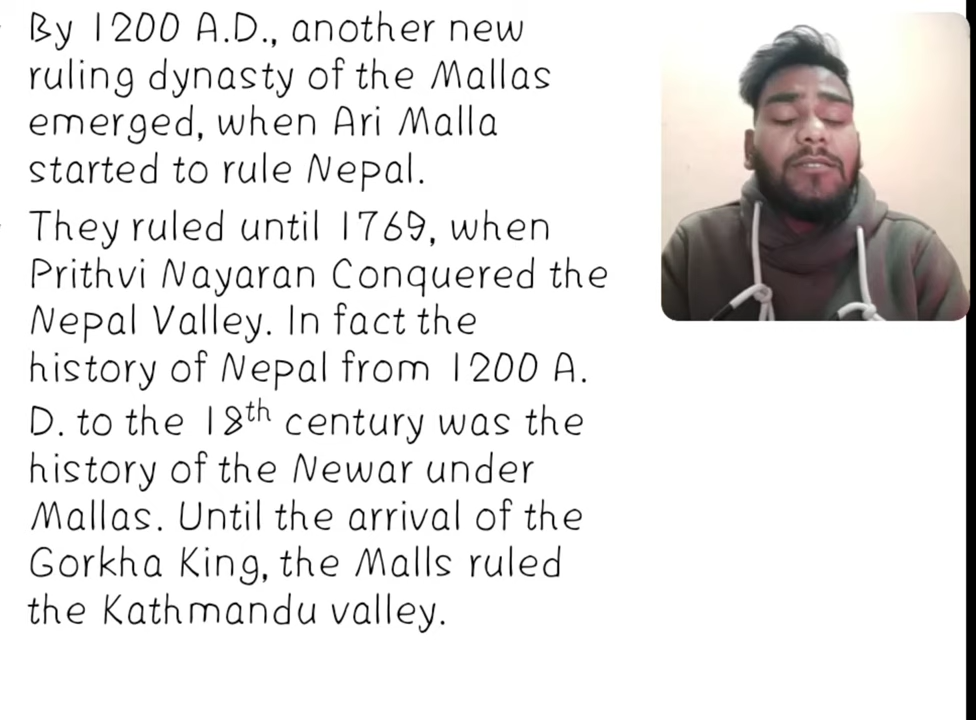 By 1200 A.D., another new
ruling dynasty of the Mallas
emerged, when Ari Malla
started to rule Nepal.
They ruled until 1769, when
Prithvi Nayaran Conquered the
Nepal Valley. In fact the
history of Nepal from 1200 A.
D. to the 18th century was the
history of the Newar under
Mallas. Until the arrival of the
Gorkha King, the Malls ruled
the Kathmandu valley.